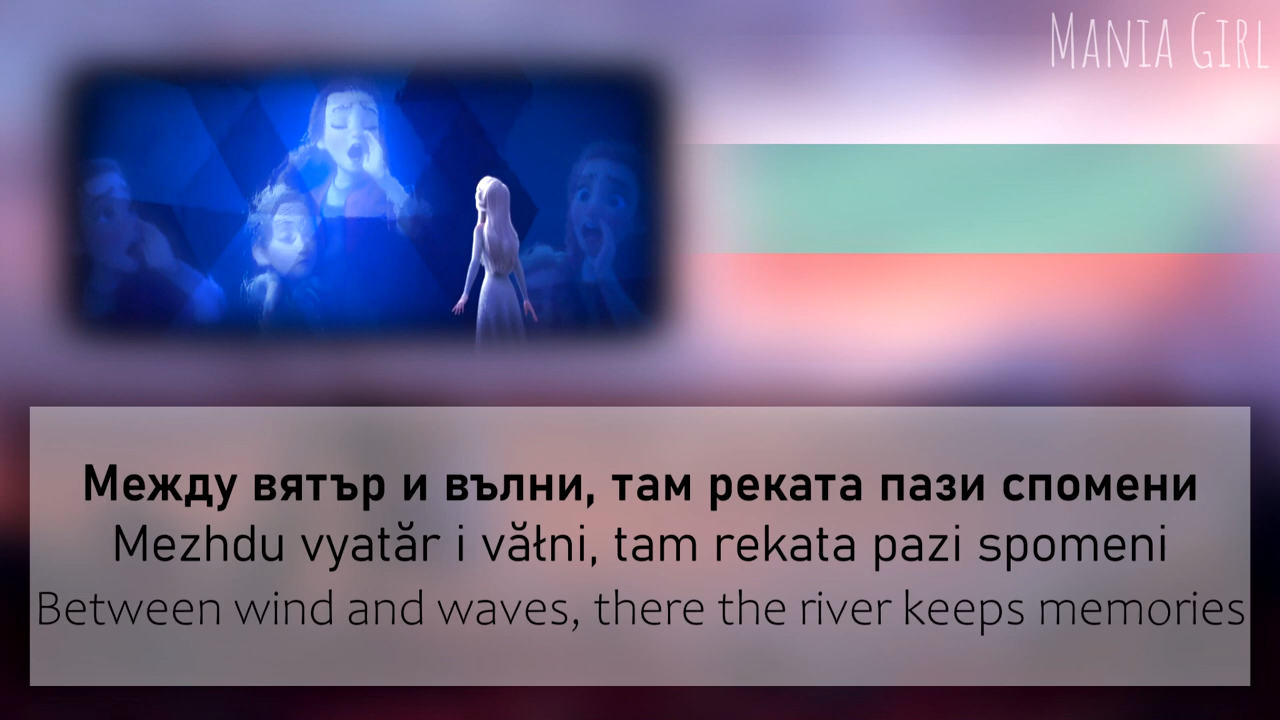 MANIA GIRL
Между вятър и вълни, там реката пази спомени
Mezhdu vyatăr i văłni, tam rekata pazi spomeni
Between wind and waves, there the river keeps memories